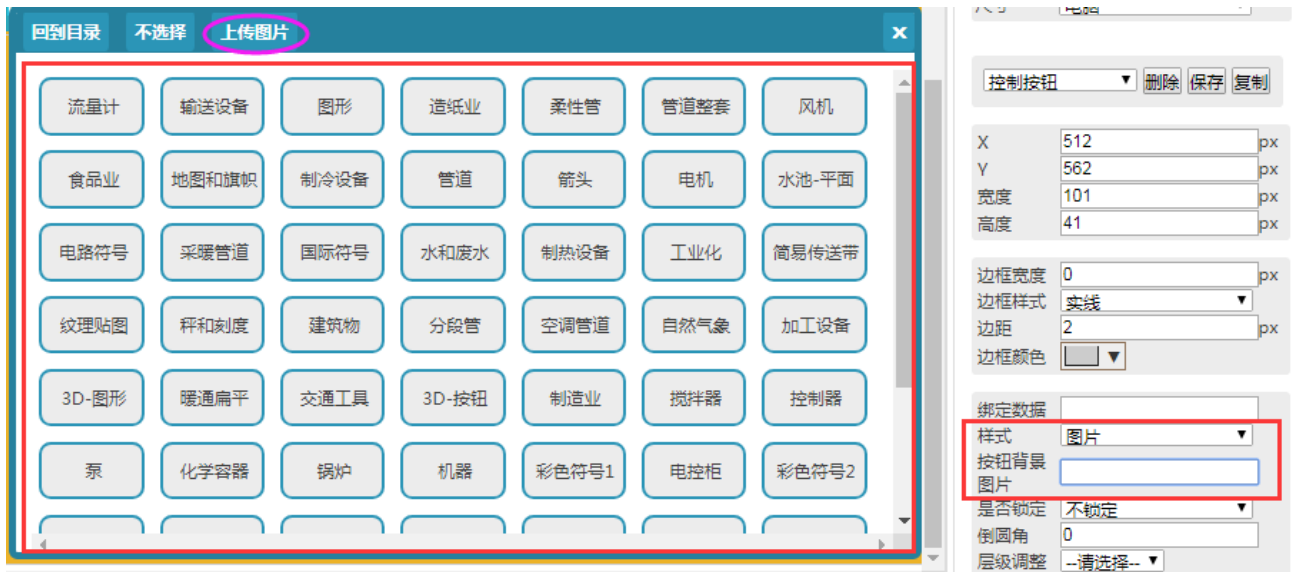 回到目录 不选择 上传图片 x
流量计 输送设备 图形 造纸业 柔性管 管道整套 风机
食品业 地图和旗帜 制冷设备 管道 箭头 电机 水池-平面
电路符号 采暖管道 国际符号 水和废水 制热设备 工业化 简易传送带
纹理贴图 秤和刻度 建筑物 分段管 空调管道 自然气象 加工设备
3D-图形 暖通扁平 交通工具 3D-按钮 制造业 搅拌器 控制器
泵 化学容器 锅炉 机器 彩色符号1 电控柜 彩色符号2
控制按钮 删除 保存 复制
X 512 px
Y 562 px
宽度 101 px
高度 41 px
边框宽度 0 px
边框样式 实线
边距 2 px
边框颜色
绑定数据
样式 图片
按钮背景
图片
是否锁定 不锁定
倒圆角 0
层级调整 --请选择--